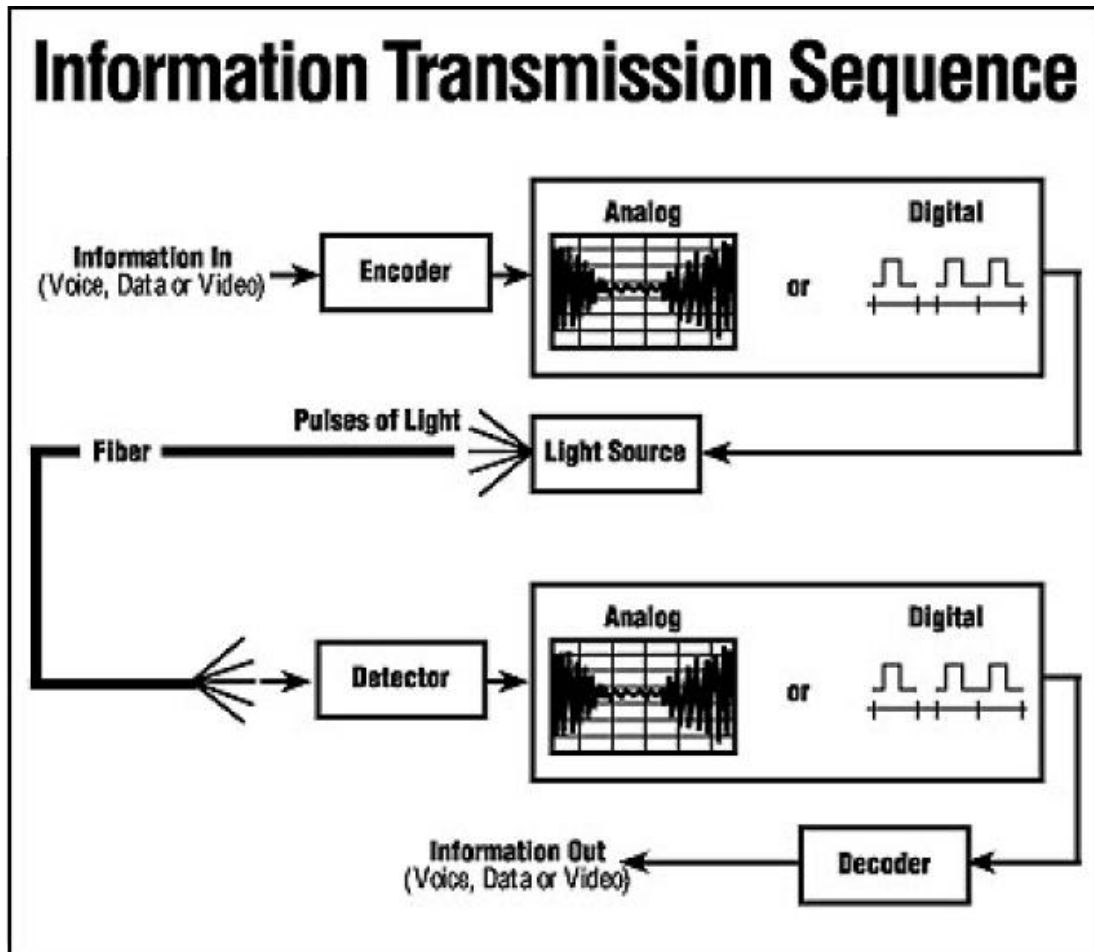 Information Transmission Sequence
Analog
Digital
Information In
(Voice, Data or Video)
Encoder
or
Pulses of Light
Fiber
Light Source
Analog
Digital
Detector
or
Information Out
(Voice, Data or Video)
Decoder